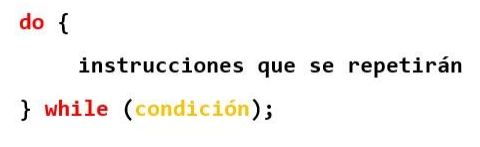 do {
instrucciones que se repetirán
} while (condición);